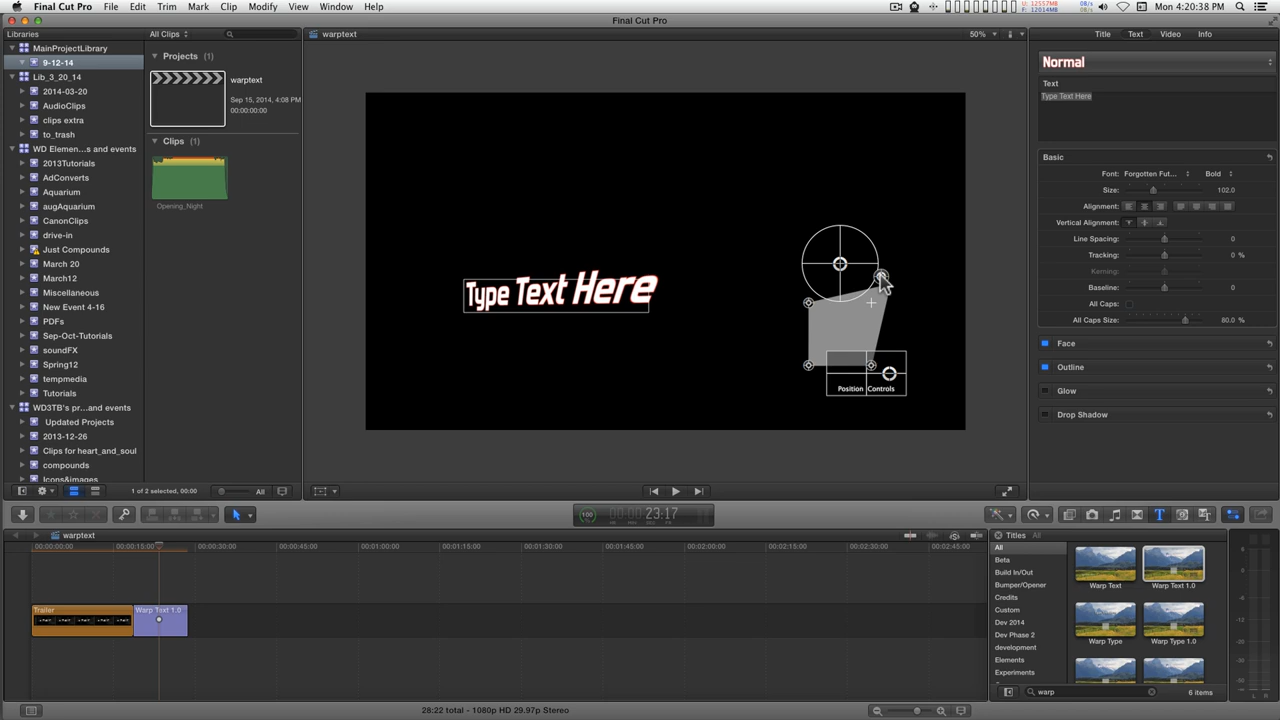 Final Cut Pro File Edit Trim Mark Clip Modify View Window Help Mon 4:20:38 PM
Final Cut Pro
Libraries All Clips warptext 50% Title Text Video Info
MainProjectLibrary
9-12-14
Lib_3_20_14
2014-03-20
AudioClips
clips extra
to_trash
WD Elemen...s and events
2013Tutorials
AdConverts
Aquarium
augAquarium
CanonClips
drive-in
Just Compounds
March 20
March12
Miscellaneous
New Event 4-16
PDFs
Sep-Oct-Tutorials
soundFX
Spring12
tempmedia
Tutorials
WD3TB's pr...and events
Updated Projects
2013-12-26
Clips for heart_and_soul
compounds
Icons&images
Projects (1)
warptext
Sep 15, 2014, 4:08 PM
00:00:00:00
Clips (1)
Opening_Night
1 of 2 selected, 00:00 All
Type Text Here
Position Controls
Normal
Text
Type Text Here
Basic
Font: Forgotten Fut... Bold
Size: 102.0
Alignment:
Vertical Alignment:
Line Spacing: 0
Tracking: 0 %
Kerning:
Baseline: 0
All Caps:
All Caps Size: 80.0 %
Face
Outline
Glow
Drop Shadow
100 00:00:23:17
warptext
00:00:00:00 00:00:15:00 00:00:30:00 00:00:45:00 00:01:00:00 00:01:15:00 00:01:30:00 00:01:45:00 00:02:00:00 00:02:15:00 00:02:30:00 00:02:45:00
Trailer Warp Text 1.0
Titles All
All
Beta
Build In/Out
Bumper/Opener
Credits
Custom
Dev 2014
Dev Phase 2
development
Elements
Experiments
Warp Text Warp Text 1.0
Warp Type Warp Type 1.0
warp 6 items
28:22 total - 1080p HD 29.97p Stereo